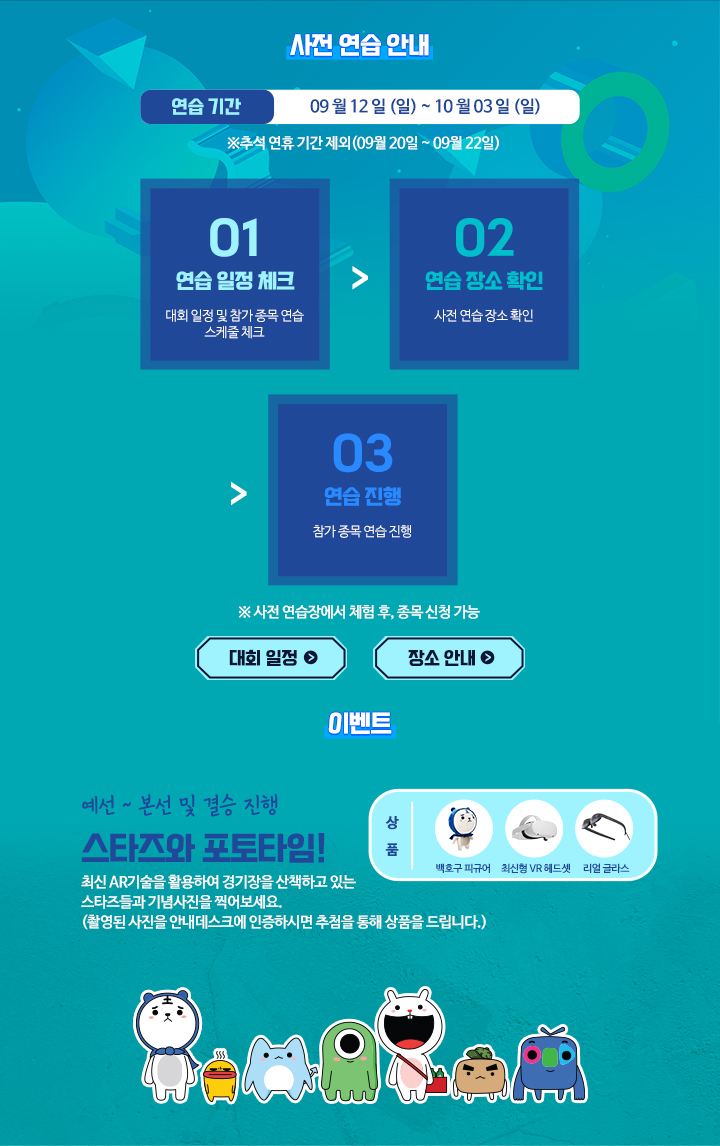 사전 연습 안내
연습 기간
09 월 12 일 (일) ~ 10 월 03 일 (일)
※추석 연휴 기간 제외(09월 20일 ~ 09월 22일)
01
연습 일정 체크
대회 일정 및 참가 종목 연습
스케줄 체크
>
02
연습 장소 확인
사전 연습 장소 확인
>
03
연습 진행
참가 종목 연습 진행
※ 사전 연습장에서 체험 후, 종목 신청 가능
대회 일정
장소 안내
이벤트
예선 ~ 본선 및 결승 진행
스타즈와 포토타임!
최신 AR기술을 활용하여 경기장을 산책하고 있는
스타즈들과 기념사진을 찍어보세요.
(촬영된 사진을 안내데스크에 인증하시면 추첨을 통해 상품을 드립니다.)
상
품
백호구 피규어
최신형 VR 헤드셋
리얼 글라스